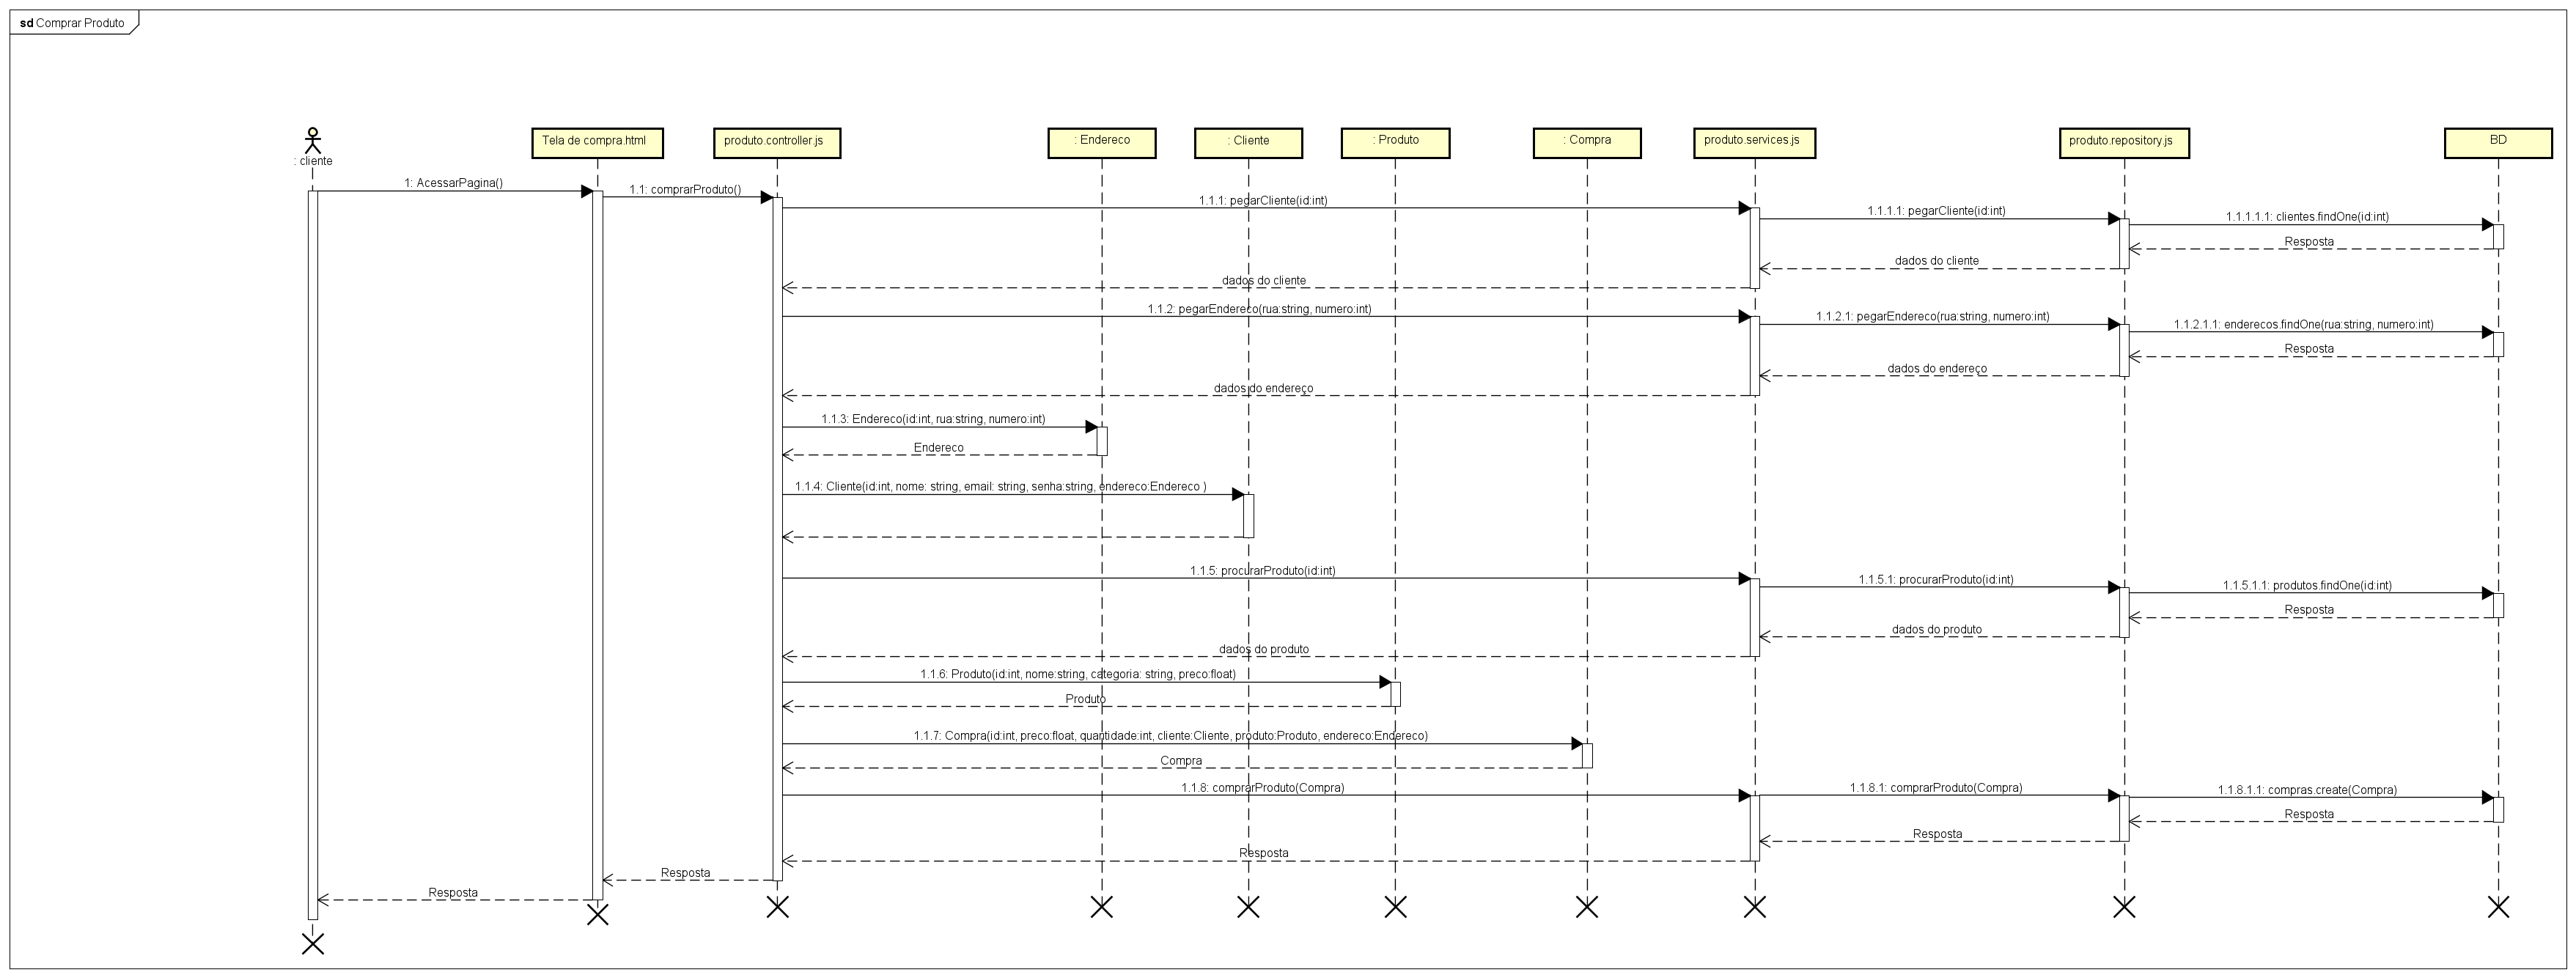 sd Comprar Produto
: cliente
Tela de compra.html
produto.controller.js
: Endereco
: Cliente
: Produto
: Compra
produto.services.js
produto.repository.js
BD
1: AcessarPagina()
1.1: comprarProduto()
1.1.1: pegarCliente(id:int)
1.1.1.1: pegarCliente(id:int)
1.1.1.1.1: clientes.findOne(id:int)
Resposta
dados do cliente
dados do cliente
1.1.2: pegarEndereco(rua:string, numero:int)
1.1.2.1: pegarEndereco(rua:string, numero:int)
1.1.2.1.1: enderecos.findOne(rua:string, numero:int)
Resposta
dados do endereço
dados do endereço
1.1.3: Endereco(id:int, rua:string, numero:int)
Endereco
1.1.4: Cliente(id:int, nome: string, email: string, senha:string, endereco:Endereco )
1.1.5: procurarProduto(id:int)
1.1.5.1: procurarProduto(id:int)
1.1.5.1.1: produtos.findOne(id:int)
Resposta
dados do produto
dados do produto
1.1.6: Produto(id:int, nome:string, categoria: string, preco:float)
Produto
1.1.7: Compra(id:int, preco:float, quantidade:int, cliente:Cliente, produto:Produto, endereco:Endereco)
Compra
1.1.8: comprarProduto(Compra)
1.1.8.1: comprarProduto(Compra)
1.1.8.1.1: compras.create(Compra)
Resposta
Resposta
Resposta
Resposta
Resposta